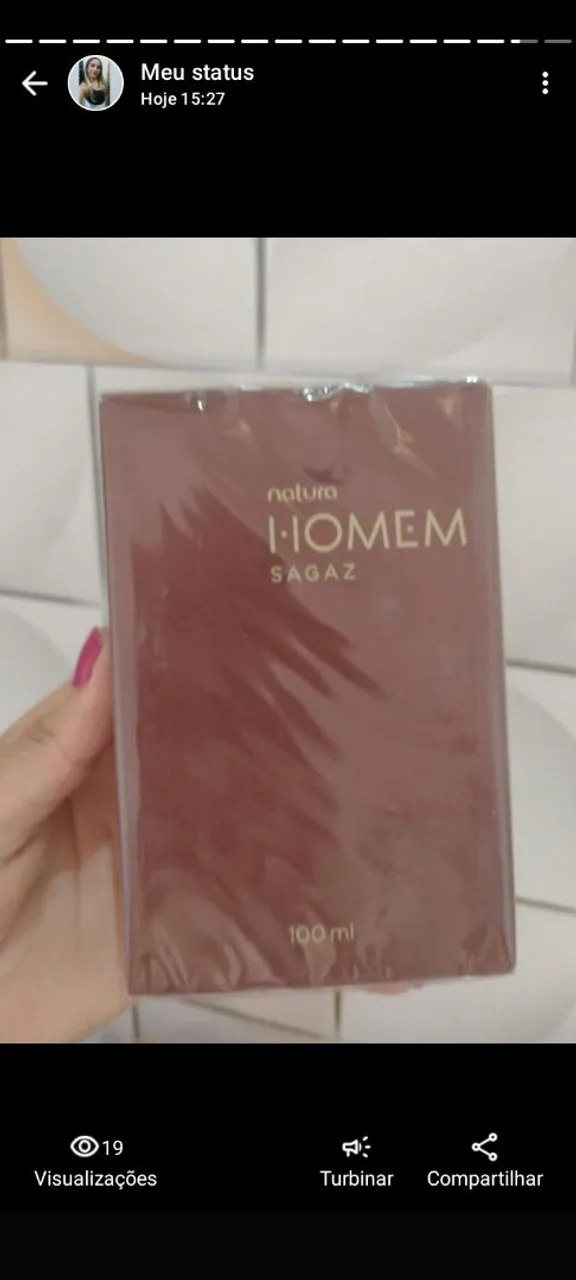 Meu status
Hoje 15:27
natura
HOMEM
SAGAZ
100 ml
19
Visualizações
Turbinar
Compartilhar